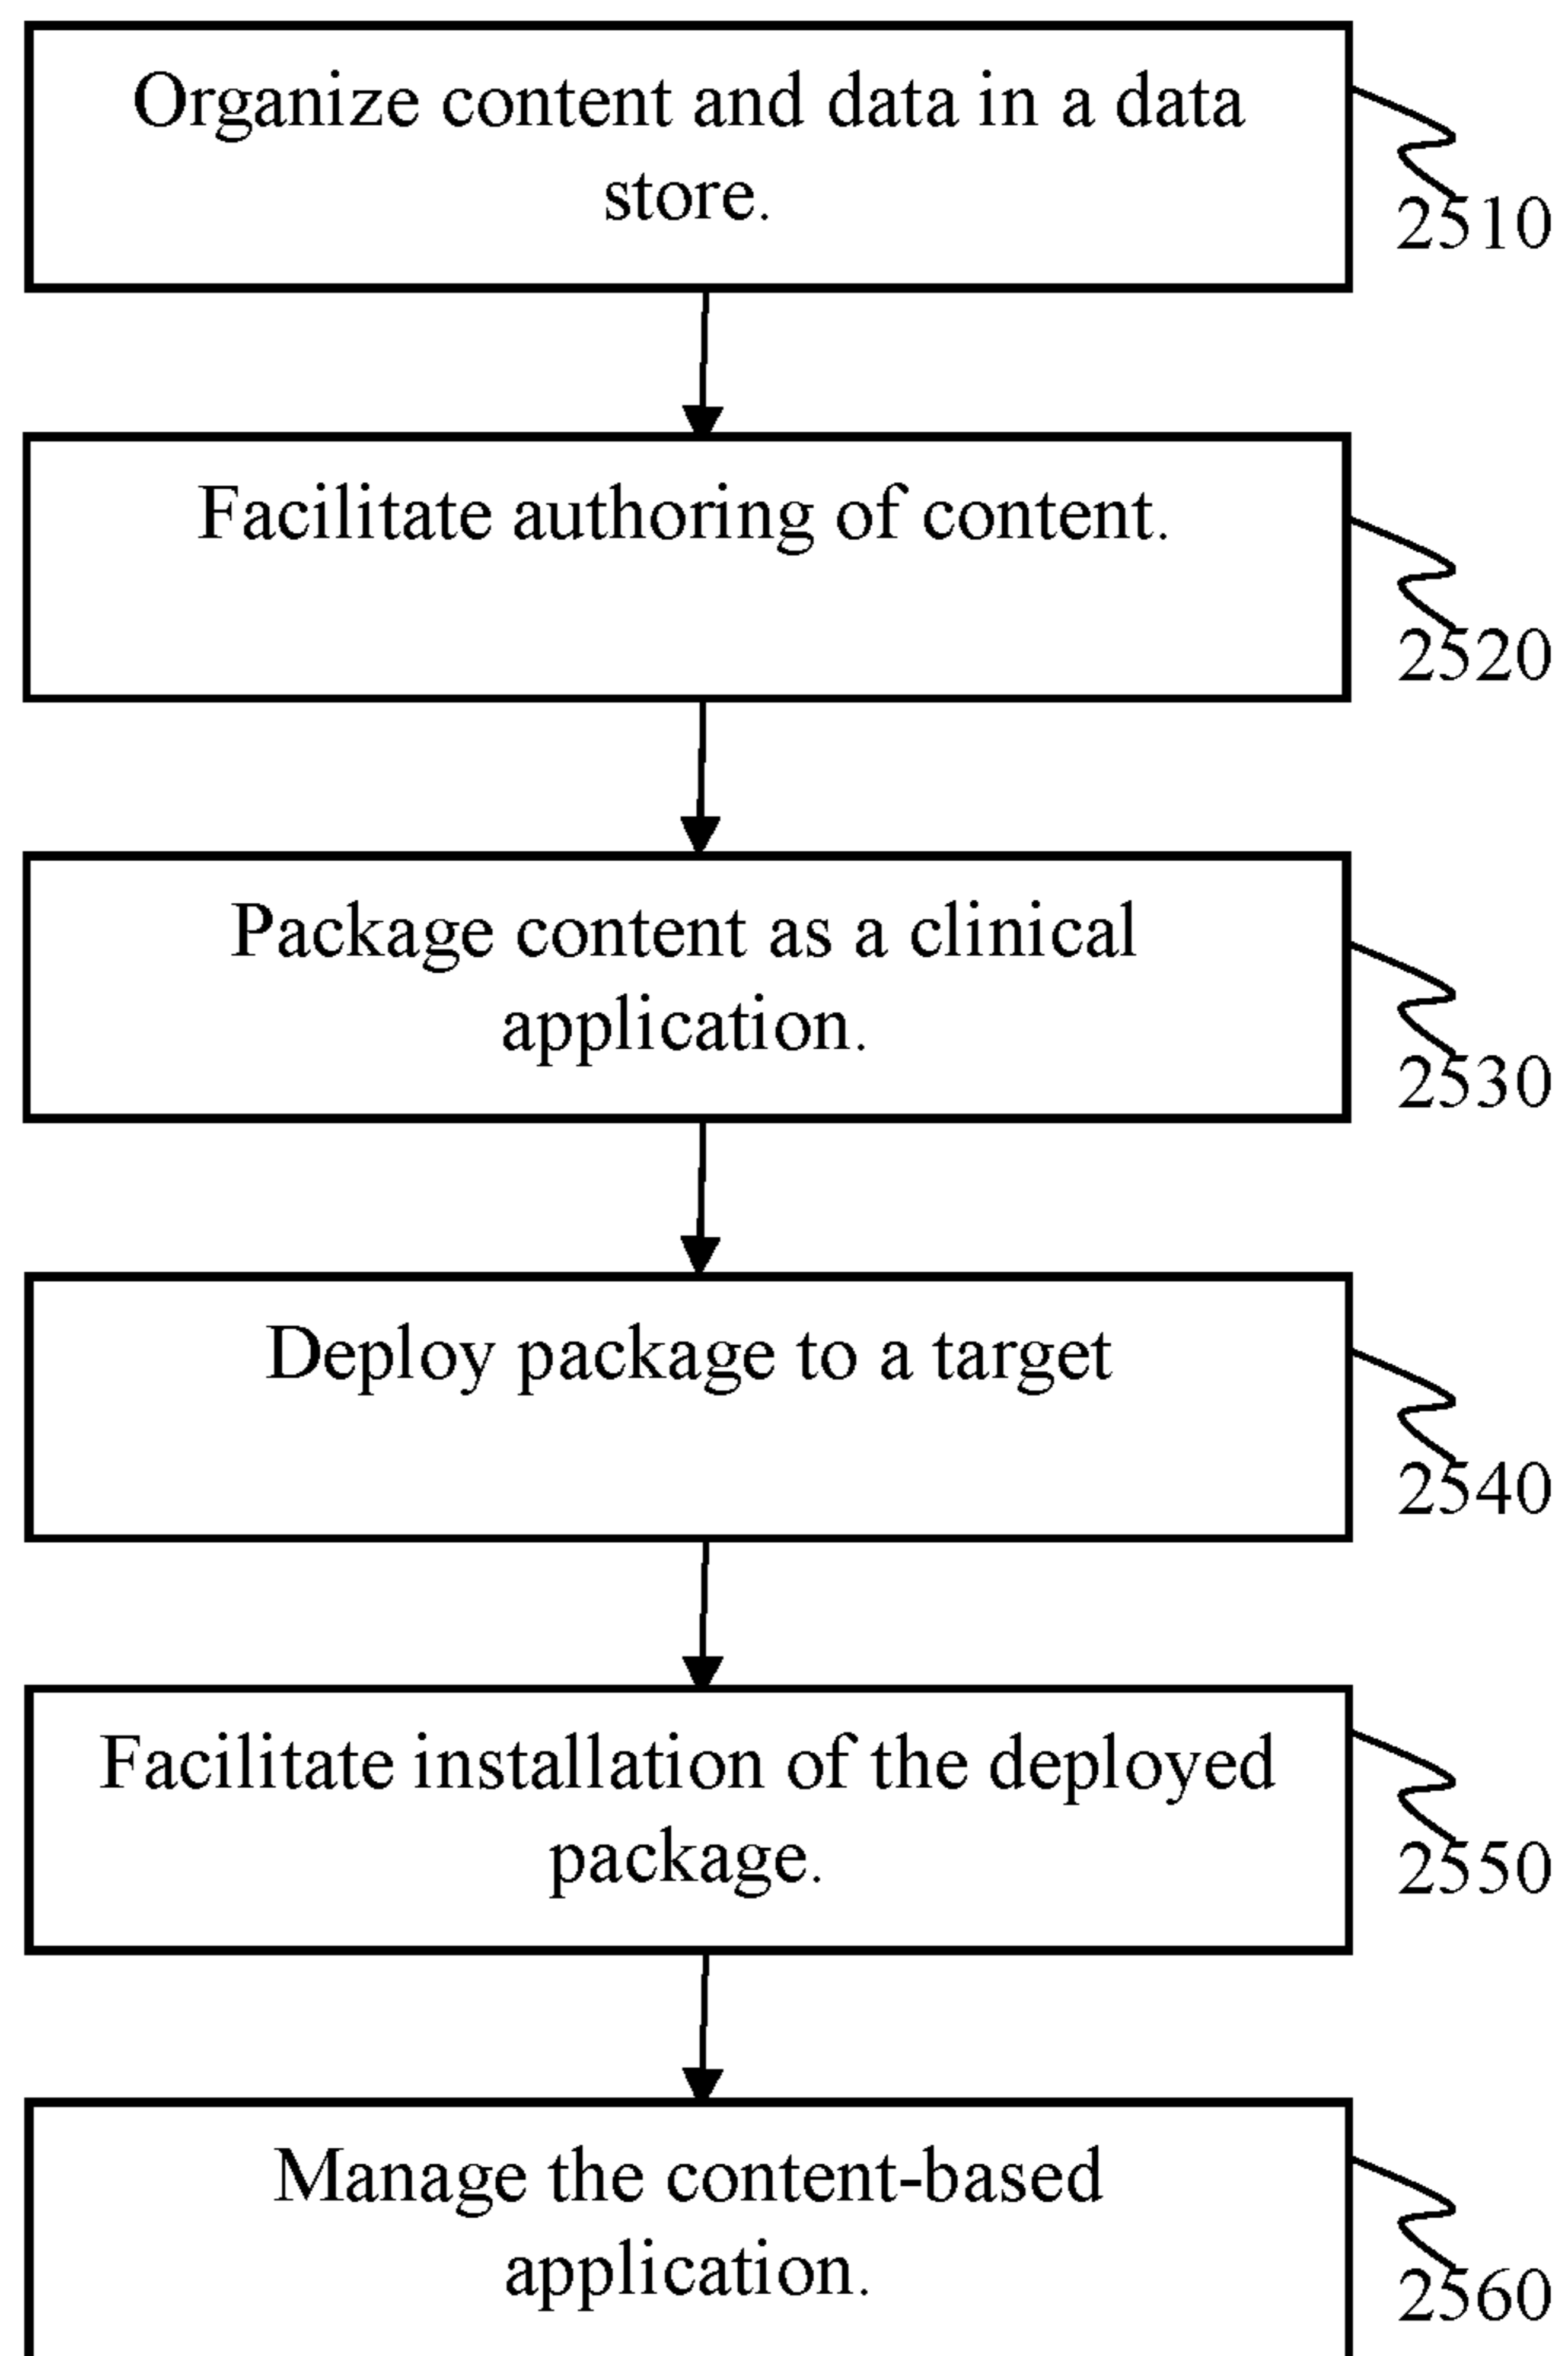 Organize content and data in a data
store.
2510
Facilitate authoring of content.
2520
Package content as a clinical
application.
2530
Deploy package to a target
2540
Facilitate installation of the deployed
package.
2550
Manage the content-based
application.
2560